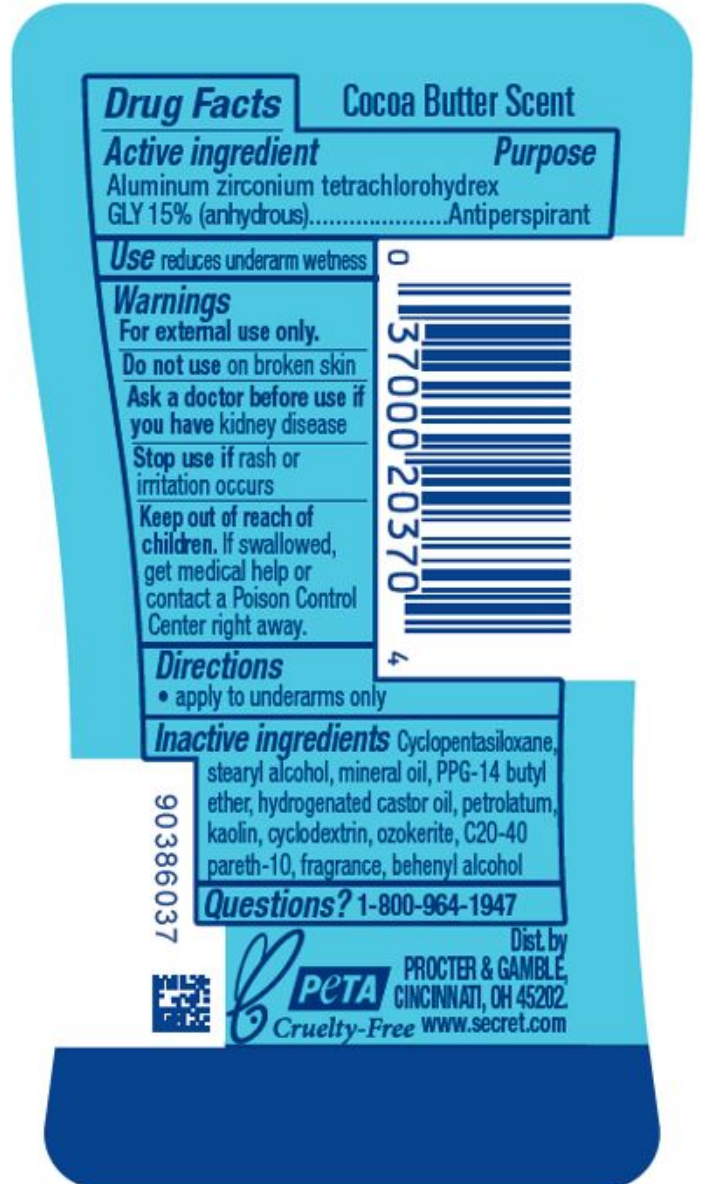 Drug Facts
Cocoa Butter Scent
Active ingredient Purpose
Aluminum zirconium tetrachlorohydrex
GLY 15% (anhydrous).....................Antiperspirant
Use reduces underarm wetness
Warnings
For external use only.
Do not use on broken skin
Ask a doctor before use if
you have kidney disease
Stop use if rash or
irritation occurs
Keep out of reach of
children. If swallowed,
get medical help or
contact a Poison Control
Center right away.
0 37000 20370 4
Directions
• apply to underarms only
Inactive ingredients Cyclopentasiloxane,
stearyl alcohol, mineral oil, PPG-14 butyl
ether, hydrogenated castor oil, petrolatum,
kaolin, cyclodextrin, ozokerite, C20-40
pareth-10, fragrance, behenyl alcohol
Questions? 1-800-964-1947
90386037
PeTA
Cruelty-Free
Dist. by
PROCTER & GAMBLE,
CINCINNATI, OH 45202.
www.secret.com